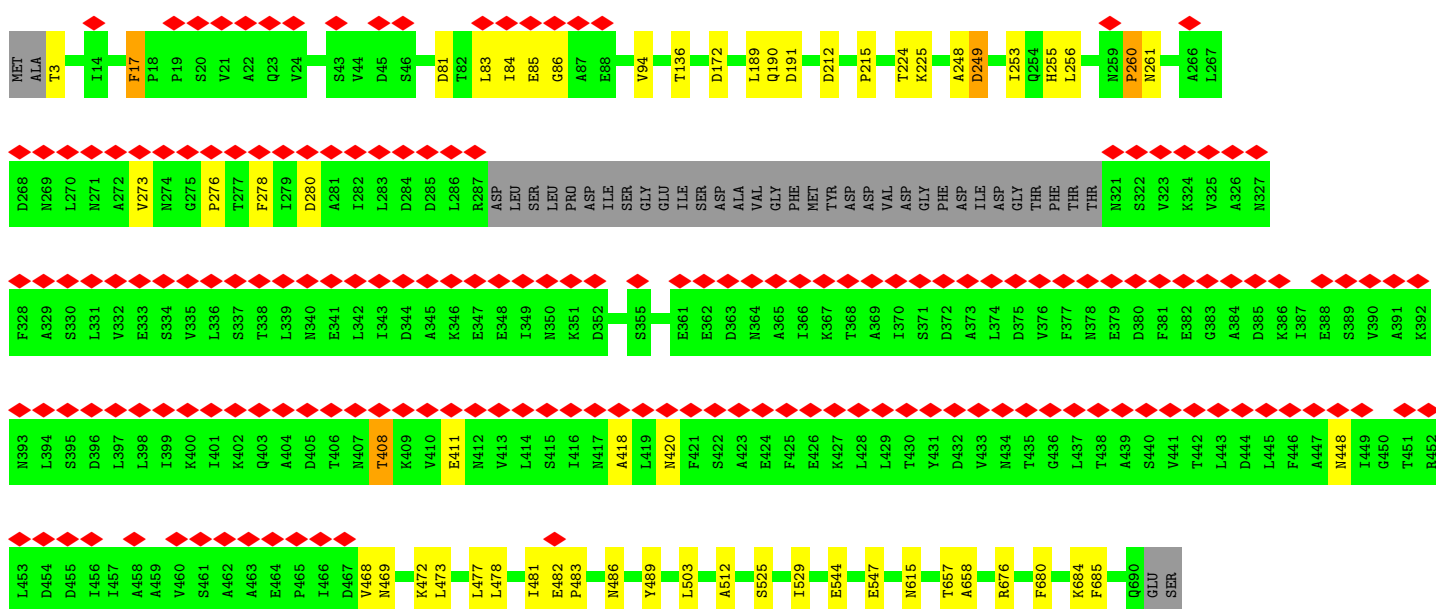 MET ALA T3 I14 F17 P18 P19 S20 V21 A22 Q23 V24 S43 V44 D45 S46 D81 T82 L83 I84 E85 G86 A87 E88 V94 T136 D172 L189 Q190 D191 D212 P215 T224 K225 A248 D249 I253 Q254 H255 L256 N259 P260 N261 A266 L267
D268 N269 L270 N271 A272 V273 N274 G275 P276 T277 F278 I279 D280 A281 I282 L283 D284 D285 L286 R287 ASP LEU SER SER LEU PRO ASP ILE SER GLY GLU ILE SER ASP ALA VAL GLY PHE MET TYR ASP ASP VAL ASP GLY PHE ASP ILE ASP GLY THR PHE THR THR N321 S322 V323 K324 V325 A326 N327
F328 A329 S330 L331 V332 E333 S334 V335 L336 S337 T338 L339 N340 E341 L342 I343 D344 A345 K346 E347 E348 I349 N350 K351 D352 S355 E361 E362 D363 N364 A365 I366 K367 T368 A369 I370 S371 D372 A373 L374 D375 V376 F377 N378 E379 D380 F381 E382 G383 A384 D385 K386 I387 E388 S389 V390 A391 K392
N393 L394 S395 D396 L397 L398 I399 K400 I401 K402 Q403 A404 D405 T406 N407 T408 K409 V410 E411 N412 V413 L414 S415 I416 N417 A418 L419 N420 F421 S422 A423 E424 F425 E426 K427 L428 L429 T430 Y431 D432 V433 N434 T435 G436 L437 T438 A439 S440 V441 T442 L443 D444 L445 F446 A447 N448 I449 G450 T451 R452
L453 D454 D455 I456 I457 A458 A459 V460 S461 A462 A463 E464 P465 I466 D467 V468 N469 K472 L473 L477 L478 I481 E482 P483 N486 Y489 L503 A512 S525 I529 E544 E547 N615 T657 A658 R676 F680 K684 F685 Q690 GLU SER